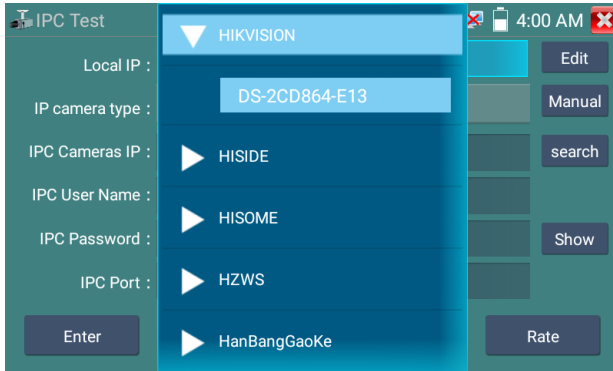 IPC Test
4:00 AM
HIKVISION
Local IP :
Edit
DS-2CD864-E13
IP camera type :
Manual
IPC Cameras IP :
HISIDE
search
IPC User Name :
HISOME
IPC Password :
Show
IPC Port :
HZWS
Enter
HanBangGaoKe
Rate